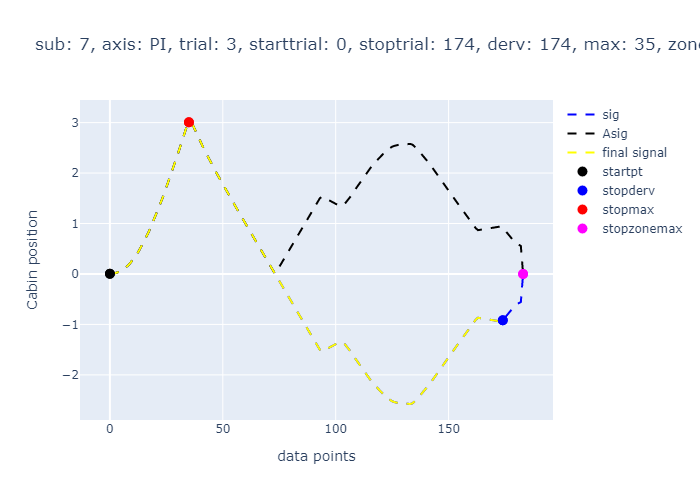 sub: 7, axis: PI, trial: 3, starttrial: 0, stoptrial: 174, derv: 174, max: 35,
3
2
1
0
−1
−2
Cabin position
0
50
100
150
data points
sig
Asig
final signal
startpt
stopderv
stopmax
stopzonemax